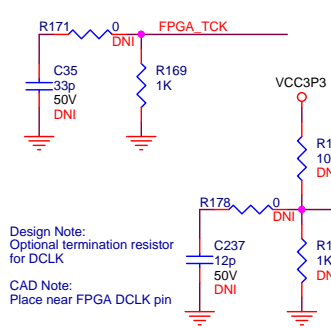 R171
0
DNI
FPGA_TCK
C35
33p
50V
DNI
R169
1K
VCC3P3
R178
0
DNI
C237
12p
50V
DNI
1K
Design Note:
Optional termination resistor
for DCLK
CAD Note:
Place near FPGA DCLK pin